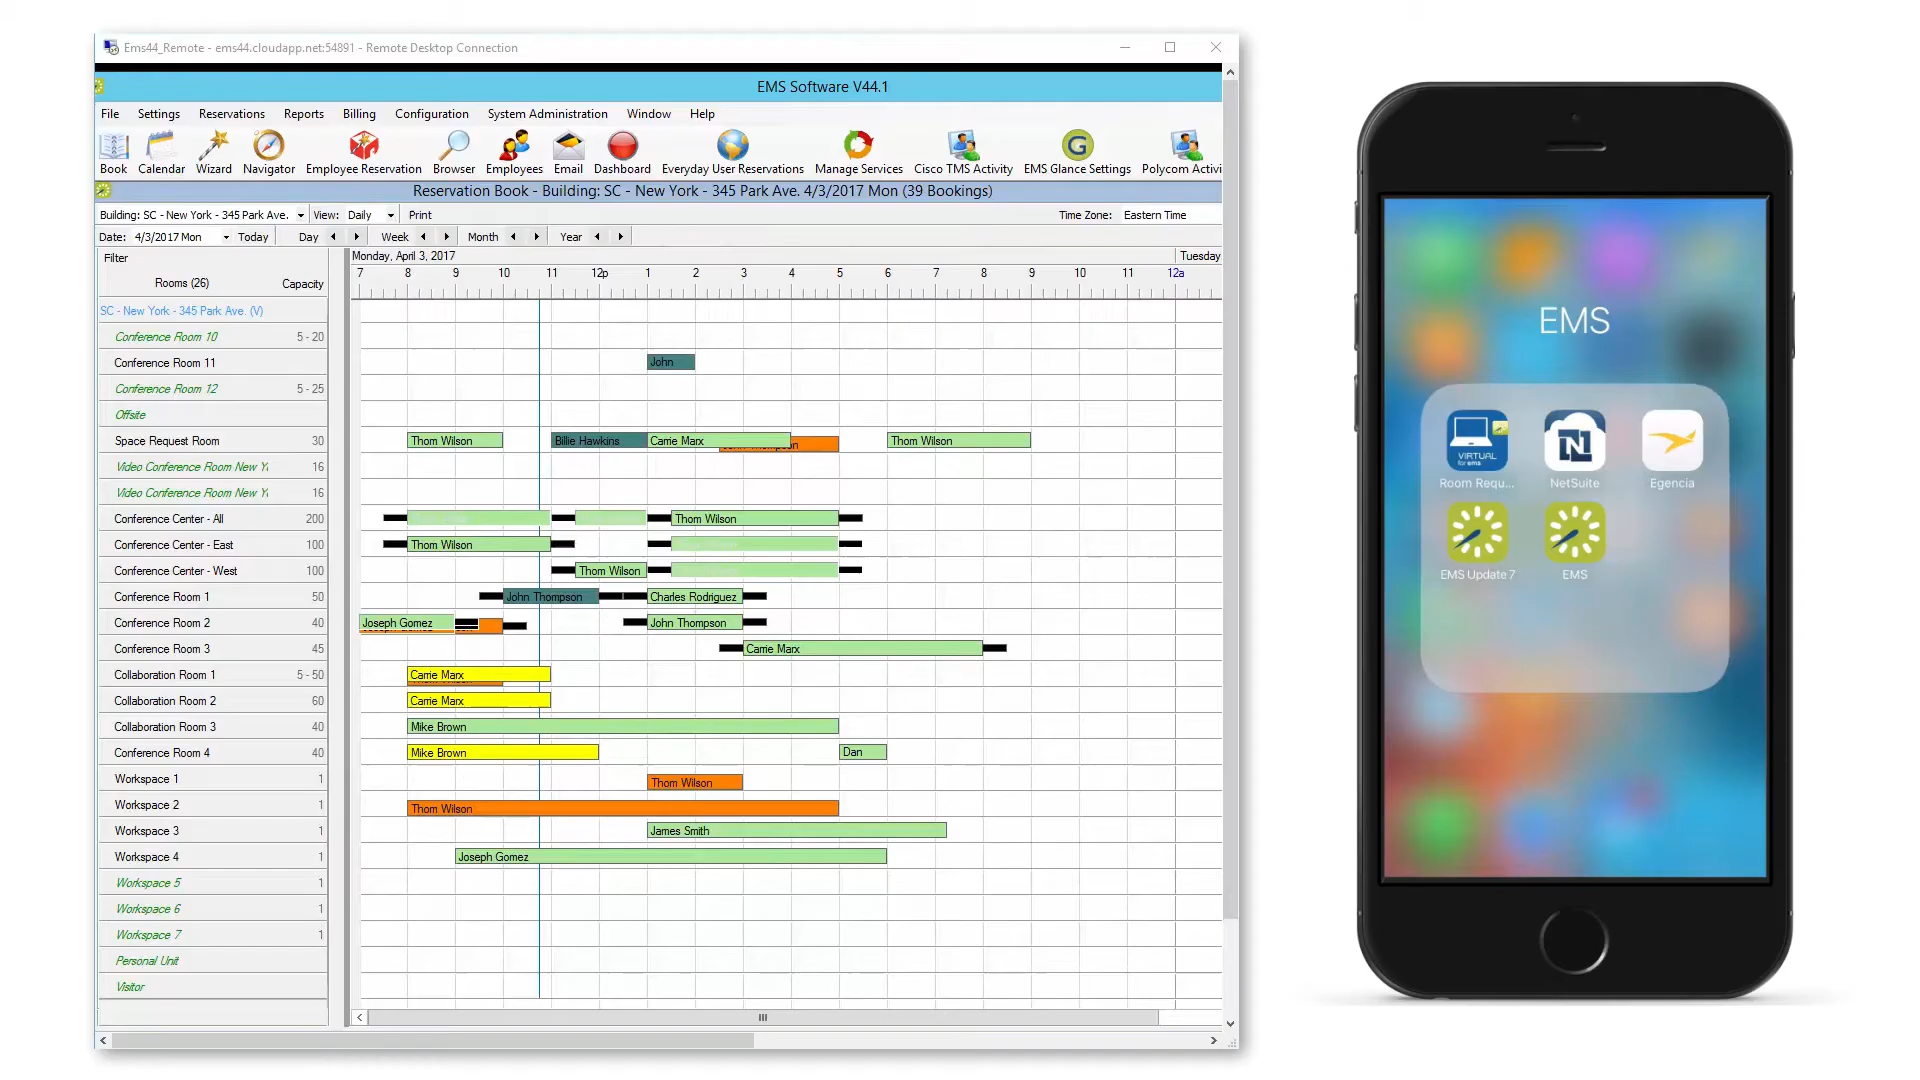 Ems44_Remote - ems44.cloudapp.net:54891 - Remote Desktop Connection
EMS Software V44.1
File Settings Reservations Reports Billing Configuration System Administration Window Help
Book Calendar Wizard Navigator Employee Reservation Browser Employees Email Dashboard Everyday User Reservations Manage Services Cisco TMS Activity EMS Glance Settings Polycom Activi
Reservation Book - Building: SC - New York - 345 Park Ave. 4/3/2017 Mon (39 Bookings)
Building: SC - New York - 345 Park Ave. View: Daily Print Time Zone: Eastern Time
Date: 4/3/2017 Mon Today Day Week Month Year
Filter Monday, April 3, 2017 Tuesday
Rooms (26) Capacity 7 8 9 10 11 12p 1 2 3 4 5 6 7 8 9 10 11 12a
SC - New York - 345 Park Ave. (V)
Conference Room 10 5 - 20
Conference Room 11 John
Conference Room 12 5 - 25
Offsite
Space Request Room 30 Thom Wilson Billie Hawkins Carrie Marx Thom Wilson
Video Conference Room New Y 16
Video Conference Room New Y 16
Conference Center - All 200 Thom Wilson
Conference Center - East 100 Thom Wilson
Conference Center - West 100 Thom Wilson
Conference Room 1 50 John Thompson Charles Rodriguez
Conference Room 2 40 Joseph Gomez John Thompson
Conference Room 3 45 Carrie Marx
Collaboration Room 1 5 - 50 Carrie Marx
Collaboration Room 2 60 Carrie Marx
Collaboration Room 3 40 Mike Brown
Conference Room 4 40 Mike Brown Dan
Workspace 1 1 Thom Wilson
Workspace 2 1 Thom Wilson
Workspace 3 1 James Smith
Workspace 4 1 Joseph Gomez
Workspace 5 1
Workspace 6 1
Workspace 7 1
Personal Unit
Visitor
EMS
VIRTUAL
for ems
N
Room Requ... NetSuite Egencia
EMS Update 7 EMS